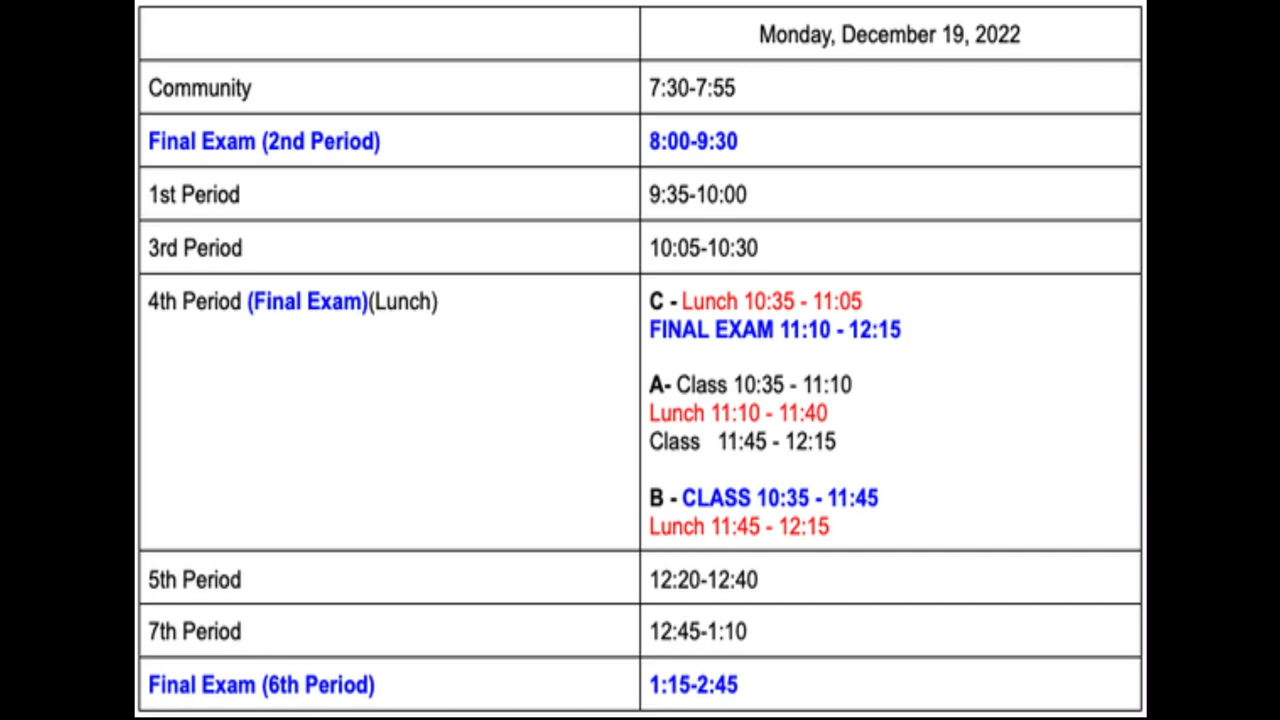 Monday, December 19, 2022
Community 7:30-7:55
Final Exam (2nd Period) 8:00-9:30
1st Period 9:35-10:00
3rd Period 10:05-10:30
4th Period (Final Exam)(Lunch) C - Lunch 10:35 - 11:05
FINAL EXAM 11:10 - 12:15
A- Class 10:35 - 11:10
Lunch 11:10 - 11:40
Class 11:45 - 12:15
B - CLASS 10:35 - 11:45
Lunch 11:45 - 12:15
5th Period 12:20-12:40
7th Period 12:45-1:10
Final Exam (6th Period) 1:15-2:45